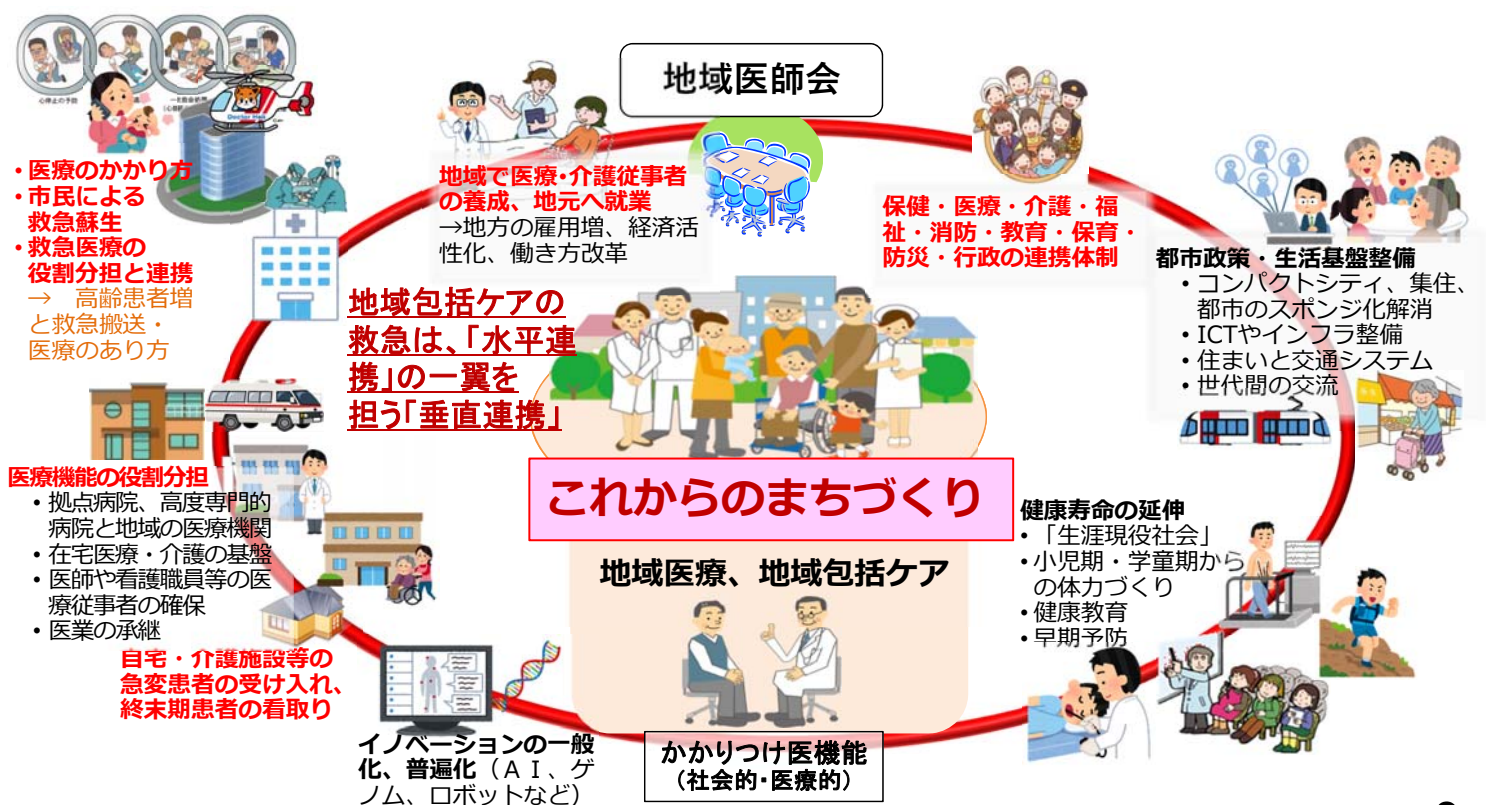 地域医師会
心停止の予防
Doctor Heli
・医療のかかり方
・市民による
救急蘇生
・救急医療の
役割分担と連携
→ 高齢患者増
と救急搬送・
医療のあり方
地域で医療・介護従事者
の養成、地元へ就業
→地方の雇用増、経済活
性化、働き方改革
保健・医療・介護・福
祉・消防・教育・保育・
防災・行政の連携体制
都市政策・生活基盤整備
・コンパクトシティ、集住、
都市のスポンジ化解消
・ICTやインフラ整備
・住まいと交通システム
・世代間の交流
地域包括ケアの
救急は、「水平連
携」の一翼を
担う「垂直連携」
医療機能の役割分担
・拠点病院、高度専門的
病院と地域の医療機関
・在宅医療・介護の基盤
・医師や看護職員等の医
療従事者の確保
・医業の承継
自宅・介護施設等の
急変患者の受け入れ、
終末期患者の看取り
これからのまちづくり
地域医療、地域包括ケア
健康寿命の延伸
・「生涯現役社会」
・小児期・学童期から
の体力づくり
・健康教育
・早期予防
イノベーションの一般
化、普遍化（ＡＩ、ゲ
ノム、ロボットなど）
かかりつけ医機能
（社会的・医療的）